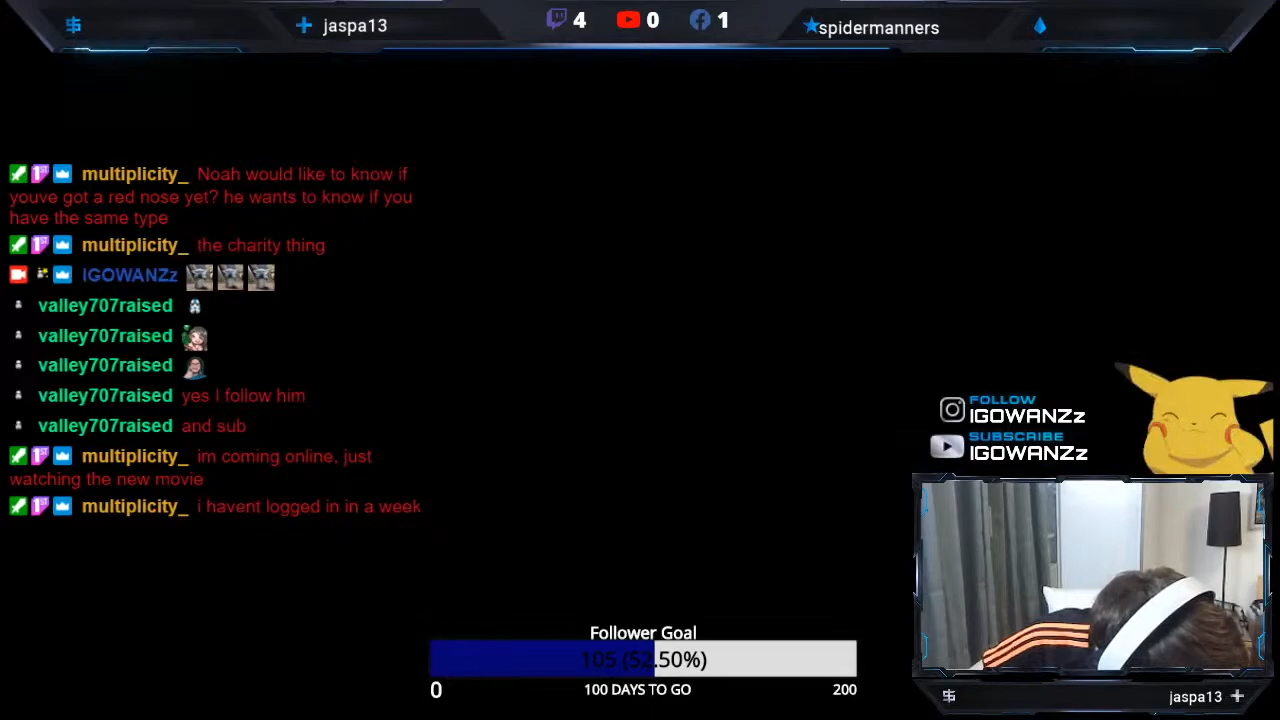 jaspa13
4
0
1
spidermanners
multiplicity_ Noah would like to know if
youve got a red nose yet? he wants to know if you
have the same type
multiplicity_ the charity thing
IGOWANZz
valley707raised
valley707raised
valley707raised
valley707raised yes I follow him
valley707raised and sub
multiplicity_ im coming online, just
watching the new movie
multiplicity_ i havent logged in in a week
FOLLOW
IGOWANZz
SUBSCRIBE
IGOWANZz
Follower Goal
105 (52.50%)
0
100 DAYS TO GO
200
jaspa13